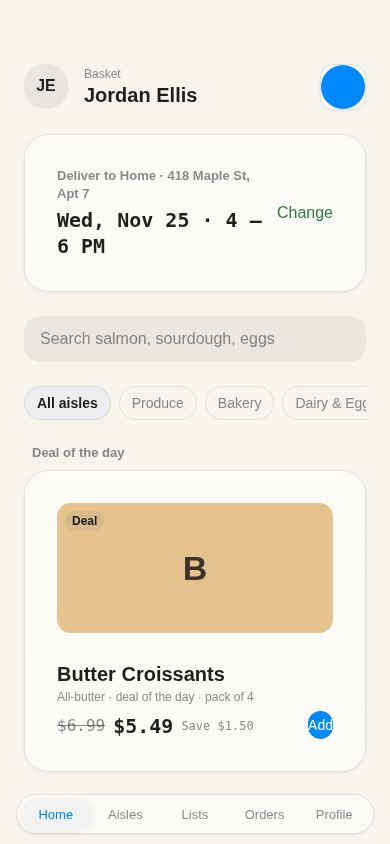 JE
Basket
Jordan Ellis
Deliver to Home · 418 Maple St,
Apt 7
Wed, Nov 25 · 4 –
6 PM
Change
Search salmon, sourdough, eggs
All aisles
Produce
Bakery
Dairy & Egg
Deal of the day
Deal
B
Butter Croissants
All-butter · deal of the day · pack of 4
$6.99 $5.49 Save $1.50
Add
Home
Aisles
Lists
Orders
Profile